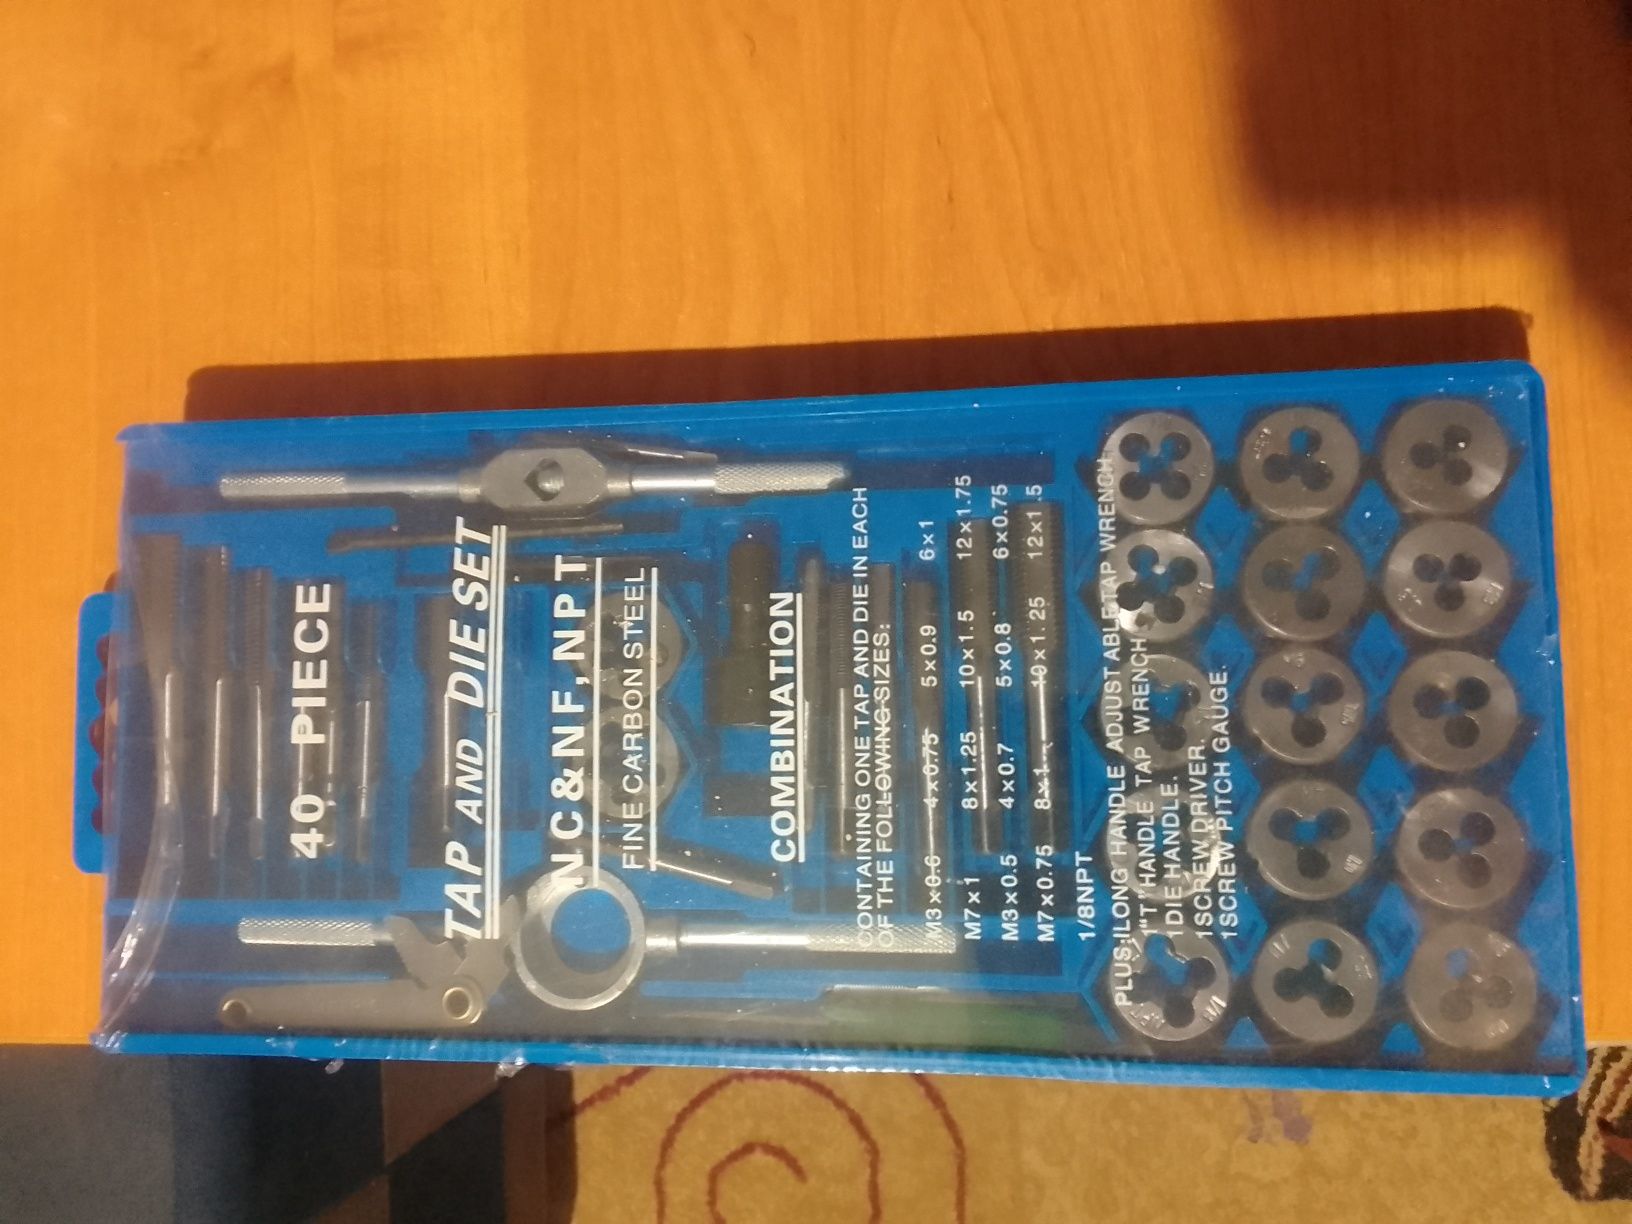 40 PIECE
TAP AND DIE SET
NC&NF,NPT
FINE CARBON STEEL
COMBINATION
CONTAINING ONE TAP AND DIE IN EACH
OF THE FOLLOWING SIZES:
M3×0.6 4×0.75 5×0.9 6×1
M7×1 8×1.25 10×1.5 12×1.75
M3×0.5 4×0.7 5×0.8 6×0.75
M7×0.75 8×1 10×1.25 12×1.5
1/8NPT
PLUS:1LONG HANDLE ADJUST ABLETAP WRENCH
1"T"HANDLE TAP WRENCH
1DIE HANDLE.
1SCREW DRIVER.
1SCREW PITCH GAUGE.